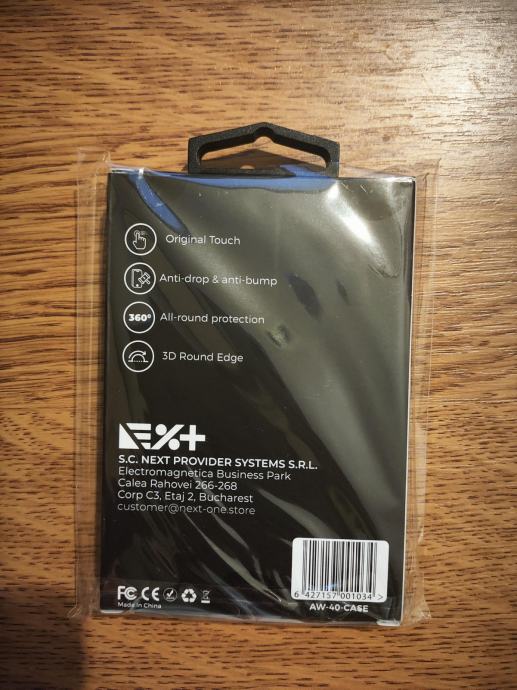 Original Touch
Anti-drop & anti-bump
360°
All-round protection
3D Round Edge
NEXT
S.C. NEXT PROVIDER SYSTEMS S.R.L.
Electromagnetica Business Park
Calea Rahovei 266-268
Corp C3, Etaj 2, Bucharest
customer@next-one.store
FC CE
Made in China
6 427157 001034 >
AW-40-CASE